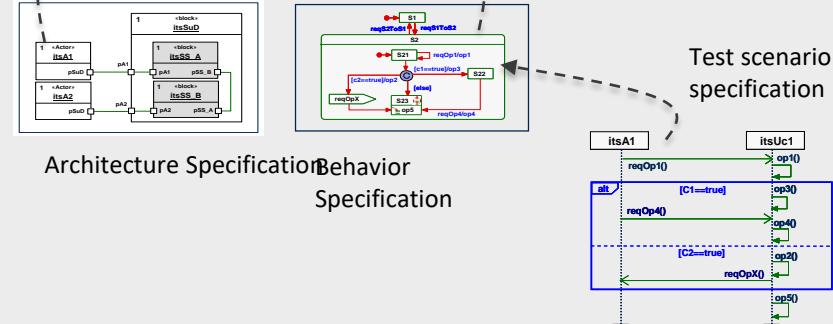 1 «block»
itsSuD
1 «Actor»
itsA1
pSuD
pA1
1 «block»
itsSS_A
pA1 pSS_B
1 «Actor»
itsA2
pSuD
pA2
1 «block»
itsSS_B
pA2 pSS_A
Architecture Specification
S1
reqS2ToS1 reqS1ToS2
S2
S21
reqOp1/op1
[c1==true]/op3
C
S22
[c2==true]/op2
[else]
reqOpX
S23
op5
reqOp4/op4
Behavior
Specification
Test scenario
specification
itsA1 itsUc1
reqOp1()
op1()
alt [C1==true]
op3()
reqOp4()
op4()
[C2==true]
op2()
reqOpX()
op5()